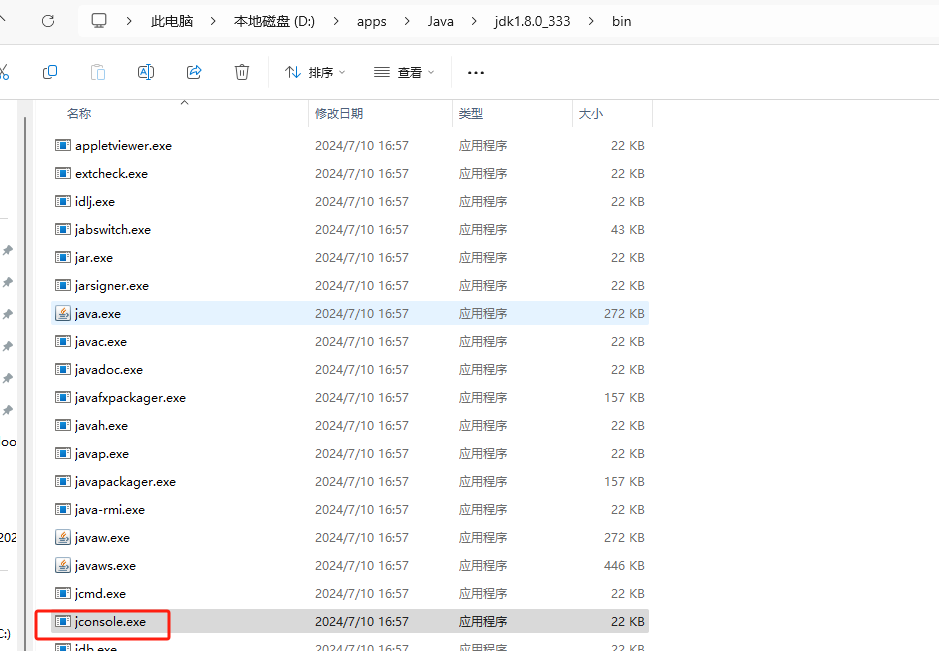 此电脑 > 本地磁盘 (D:) > apps > Java > jdk1.8.0_333 > bin
排序 查看
名称 修改日期 类型 大小
appletviewer.exe 2024/7/10 16:57 应用程序 22 KB
extcheck.exe 2024/7/10 16:57 应用程序 22 KB
idlj.exe 2024/7/10 16:57 应用程序 22 KB
jabswitch.exe 2024/7/10 16:57 应用程序 43 KB
jar.exe 2024/7/10 16:57 应用程序 22 KB
jarsigner.exe 2024/7/10 16:57 应用程序 22 KB
java.exe 2024/7/10 16:57 应用程序 272 KB
javac.exe 2024/7/10 16:57 应用程序 22 KB
javadoc.exe 2024/7/10 16:57 应用程序 22 KB
javafxpackager.exe 2024/7/10 16:57 应用程序 157 KB
javah.exe 2024/7/10 16:57 应用程序 22 KB
javap.exe 2024/7/10 16:57 应用程序 22 KB
javapackager.exe 2024/7/10 16:57 应用程序 157 KB
java-rmi.exe 2024/7/10 16:57 应用程序 22 KB
javaw.exe 2024/7/10 16:57 应用程序 272 KB
javaws.exe 2024/7/10 16:57 应用程序 446 KB
jcmd.exe 2024/7/10 16:57 应用程序 22 KB
jconsole.exe 2024/7/10 16:57 应用程序 22 KB
jdb.exe 2024/7/10 16:57 应用程序 22 KB